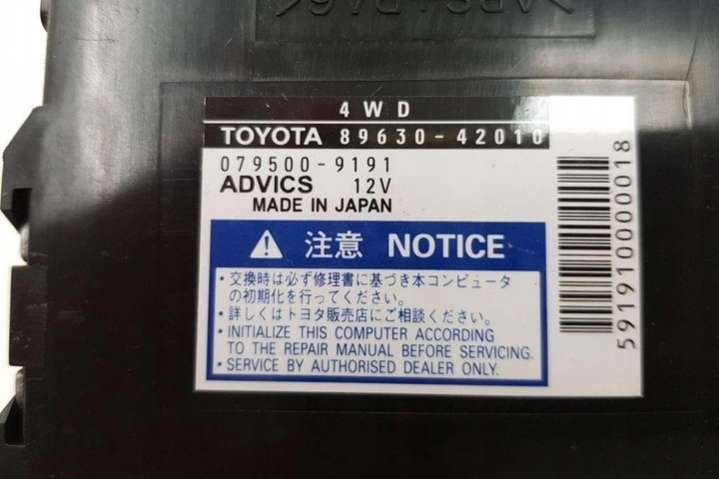 4WD
TOYOTA 89630-42010
079500-9191
ADVICS 12V
MADE IN JAPAN
注意 NOTICE
・交換時は必ず修理書に基づき本コンピュータ
の初期化を行ってください。
・詳しくはトヨタ販売店にご相談ください。
・INITIALIZE THIS COMPUTER ACCORDING
TO THE REPAIR MANUAL BEFORE SERVICING.
・SERVICE BY AUTHORISED DEALER ONLY.
591910000018